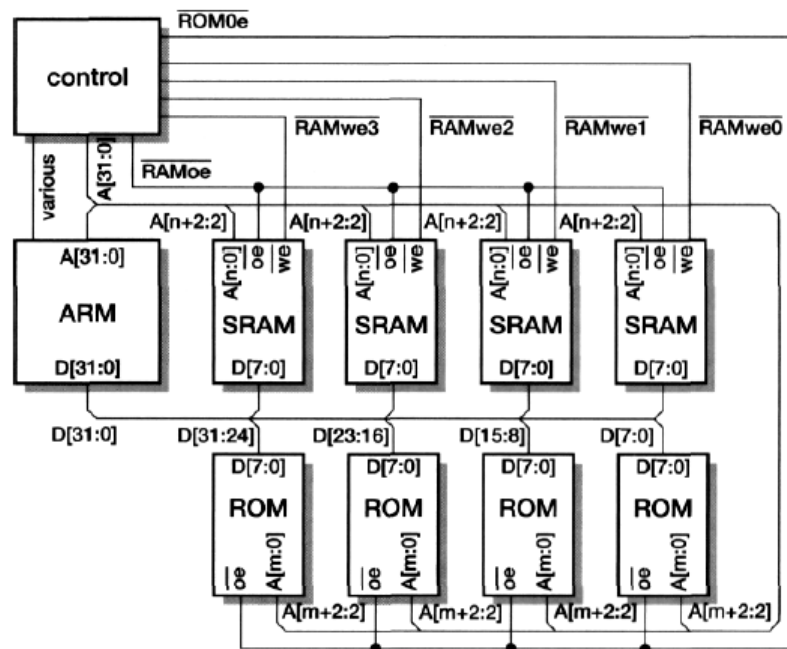 ROM0e
control
RAMwe3 RAMwe2 RAMwe1 RAMwe0
various
A[31:0]
RAMoe
A[n+2:2] A[n+2:2] A[n+2:2] A[n+2:2]
A[31:0]
A[n:0] oe we A[n:0] oe we A[n:0] oe we A[n:0] oe we
ARM SRAM SRAM SRAM SRAM
D[31:0] D[7:0] D[7:0] D[7:0] D[7:0]
D[31:0] D[31:24] D[23:16] D[15:8] D[7:0]
D[7:0] D[7:0] D[7:0] D[7:0]
ROM ROM ROM ROM
oe A[m:0] oe A[m:0] oe A[m:0] oe A[m:0]
A[m+2:2] A[m+2:2] A[m+2:2] A[m+2:2]